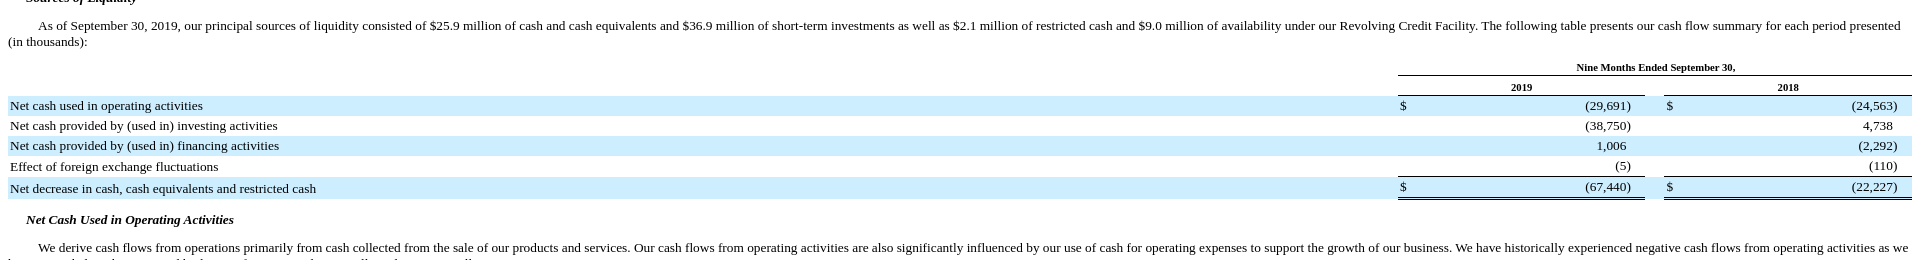 Sources of Liquidity
As of September 30, 2019, our principal sources of liquidity consisted of $25.9 million of cash and cash equivalents and $36.9 million of short-term investments as well as $2.1 million of restricted cash and $9.0 million of availability under our Revolving Credit Facility. The following table presents our cash flow summary for each period presented
(in thousands):
Nine Months Ended September 30,
2019 2018
Net cash used in operating activities $ (29,691) $ (24,563)
Net cash provided by (used in) investing activities (38,750) 4,738
Net cash provided by (used in) financing activities 1,006 (2,292)
Effect of foreign exchange fluctuations (5) (110)
Net decrease in cash, cash equivalents and restricted cash $ (67,440) $ (22,227)
Net Cash Used in Operating Activities
We derive cash flows from operations primarily from cash collected from the sale of our products and services. Our cash flows from operating activities are also significantly influenced by our use of cash for operating expenses to support the growth of our business. We have historically experienced negative cash flows from operating activities as we